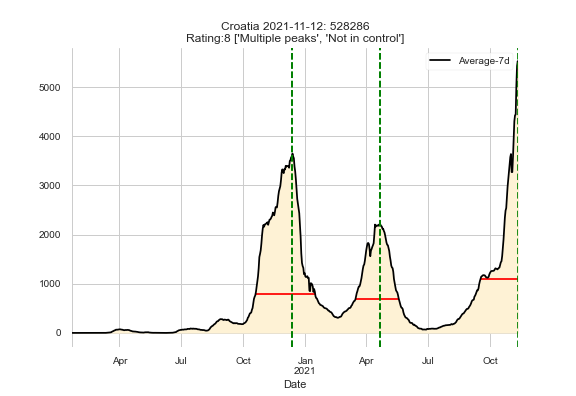 Croatia 2021-11-12: 528286
Rating:8 ['Multiple peaks', 'Not in control']
Average-7d
5000
4000
3000
2000
1000
0
Apr Jul Oct Jan Apr Jul Oct
2021
Date